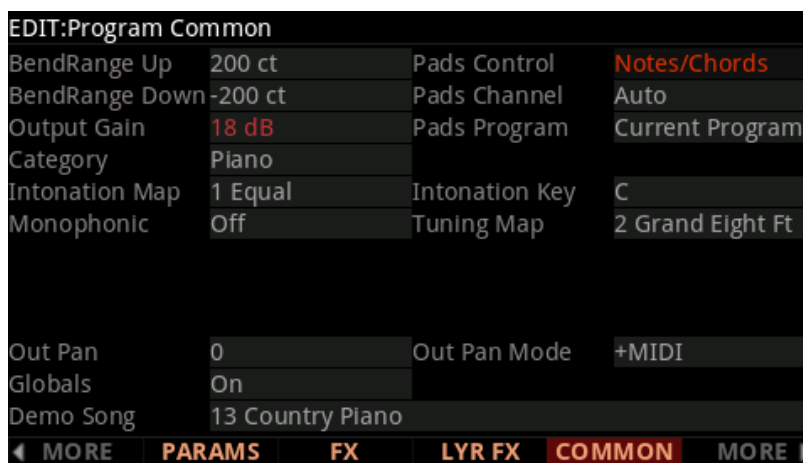 EDIT:Program Common
BendRange Up 200 ct Pads Control Notes/Chords
BendRange Down -200 ct Pads Channel Auto
Output Gain 18 dB Pads Program Current Program
Category Piano
Intonation Map 1 Equal Intonation Key C
Monophonic Off Tuning Map 2 Grand Eight Ft
Out Pan 0 Out Pan Mode +MIDI
Globals On
Demo Song 13 Country Piano
MORE PARAMS FX LYR FX COMMON MORE